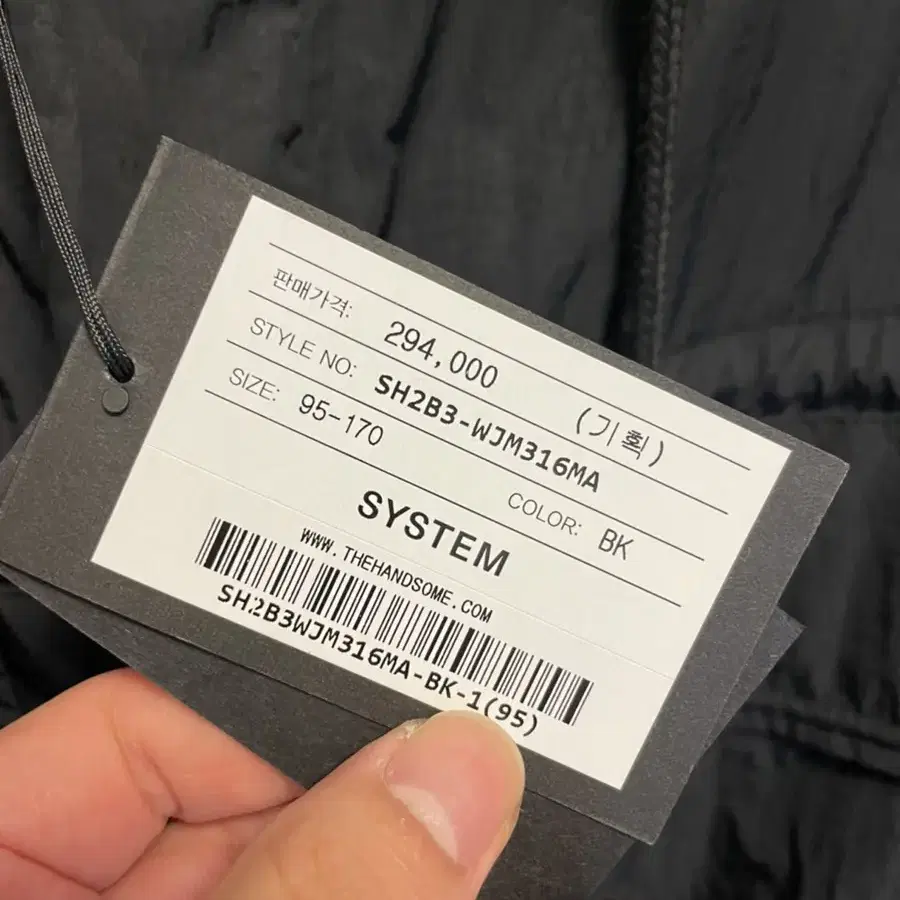 판매가격: 294,000 (기획)
STYLE NO: SH2B3-WJM316MA
SIZE: 95-170 COLOR: BK
SYSTEM
WWW.THEHANDSOME.COM
SH2B3WJM316MA-BK-1(95)